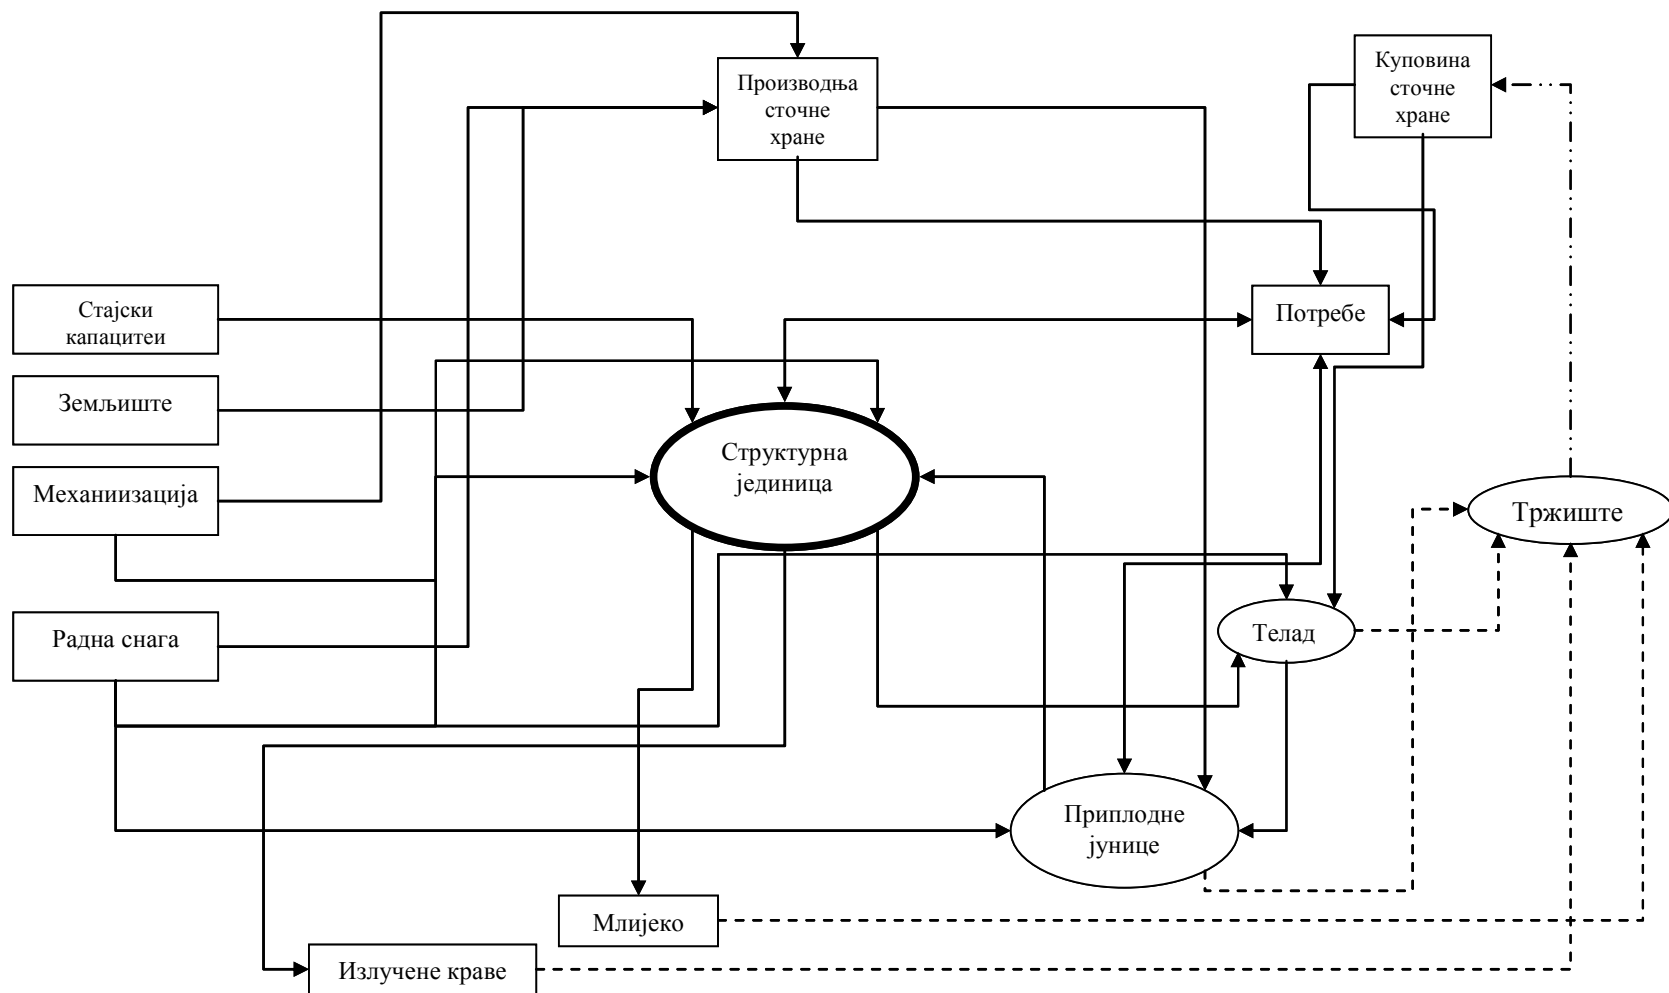 Производња
сточне
хране
Куповина
сточне
хране
Стајски
капацитеи
Потребе
Земљиште
Структурна
јединица
Механиизација
Тржиште
Радна снага
Телад
Приплодне
јунице
Млијеко
Излучене краве